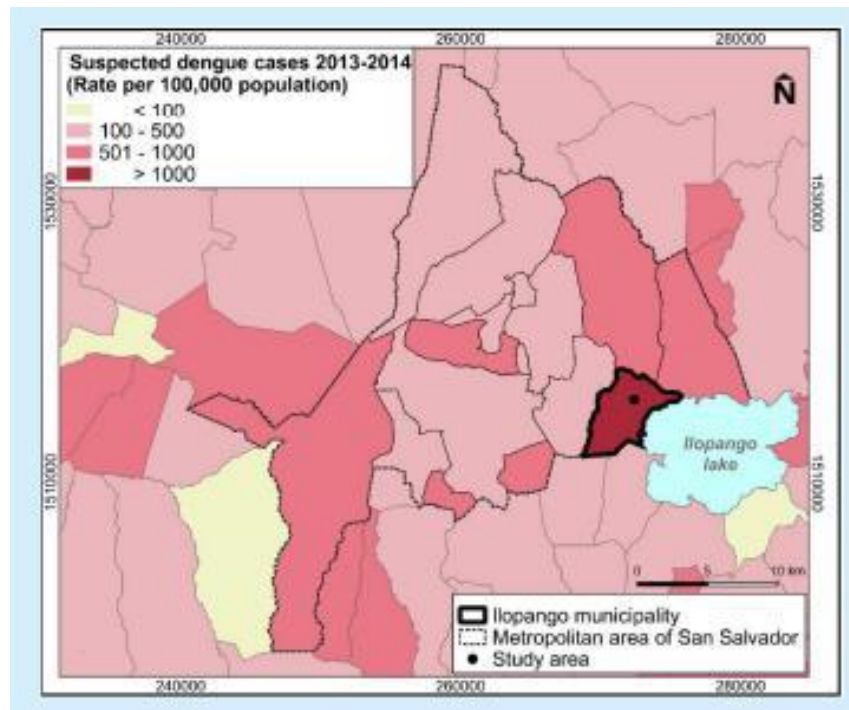 240000
260000
280000
Suspected dengue cases 2013-2014
(Rate per 100,000 population)
< 100
100 - 500
501 - 1000
> 1000
N
1530000
1530000
Ilopango
lake
1510000
1510000
0
5
10 km
Ilopango municipality
Metropolitan area of San Salvador
Study area
240000
260000
280000